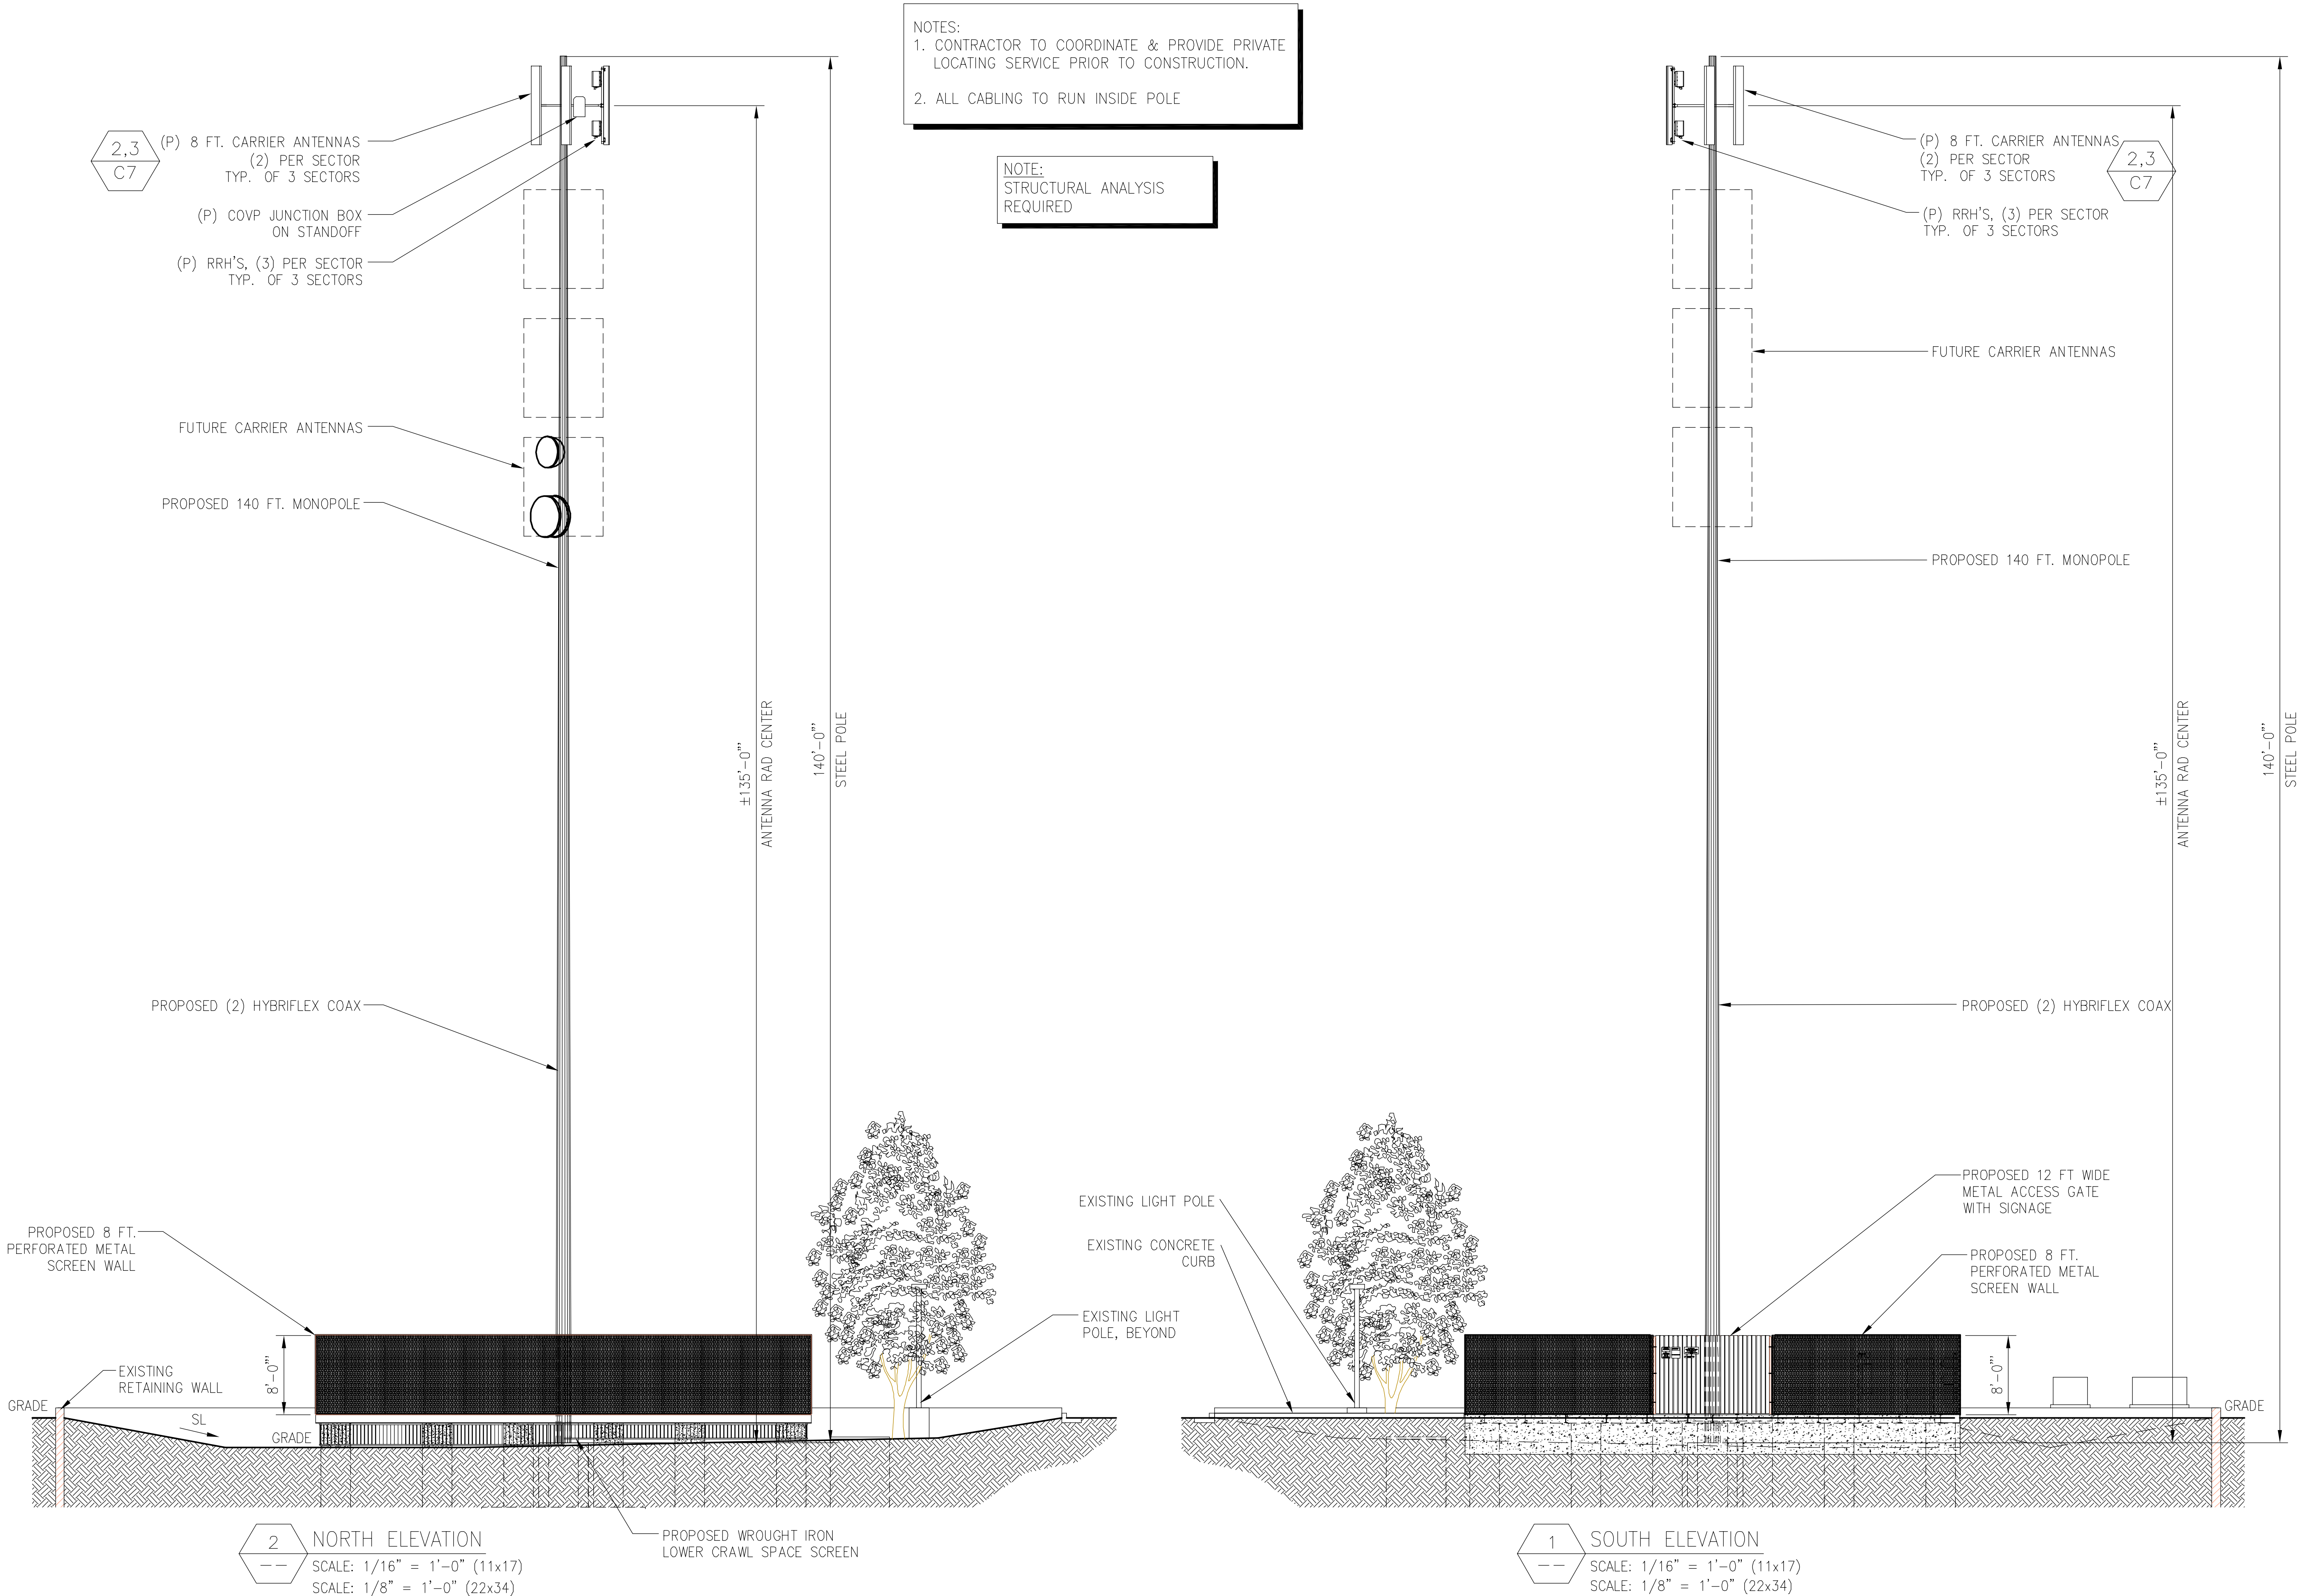 NOTES:
1. CONTRACTOR TO COORDINATE & PROVIDE PRIVATE
LOCATING SERVICE PRIOR TO CONSTRUCTION.
2. ALL CABLING TO RUN INSIDE POLE
NOTE:
STRUCTURAL ANALYSIS
REQUIRED
2,3
C7
(P) 8 FT. CARRIER ANTENNAS
(2) PER SECTOR
TYP. OF 3 SECTORS
(P) COVP JUNCTION BOX
ON STANDOFF
(P) RRH'S, (3) PER SECTOR
TYP. OF 3 SECTORS
FUTURE CARRIER ANTENNAS
PROPOSED 140 FT. MONOPOLE
PROPOSED (2) HYBRIFLEX COAX
±135'-0"'
ANTENNA RAD CENTER
140'-0"'
STEEL POLE
PROPOSED 8 FT.
PERFORATED METAL
SCREEN WALL
8'-0"'
EXISTING
RETAINING WALL
GRADE
SL
GRADE
EXISTING LIGHT
POLE, BEYOND
PROPOSED WROUGHT IRON
LOWER CRAWL SPACE SCREEN
2
--
NORTH ELEVATION
SCALE: 1/16" = 1'-0" (11x17)
SCALE: 1/8" = 1'-0" (22x34)
(P) 8 FT. CARRIER ANTENNAS
(2) PER SECTOR
TYP. OF 3 SECTORS
2,3
C7
(P) RRH'S, (3) PER SECTOR
TYP. OF 3 SECTORS
FUTURE CARRIER ANTENNAS
PROPOSED 140 FT. MONOPOLE
±135'-0"'
ANTENNA RAD CENTER
140'-0"'
STEEL POLE
PROPOSED (2) HYBRIFLEX COAX
EXISTING LIGHT POLE
EXISTING CONCRETE
CURB
PROPOSED 12 FT WIDE
METAL ACCESS GATE
WITH SIGNAGE
PROPOSED 8 FT.
PERFORATED METAL
SCREEN WALL
8'-0"'
GRADE
1
--
SOUTH ELEVATION
SCALE: 1/16" = 1'-0" (11x17)
SCALE: 1/8" = 1'-0" (22x34)